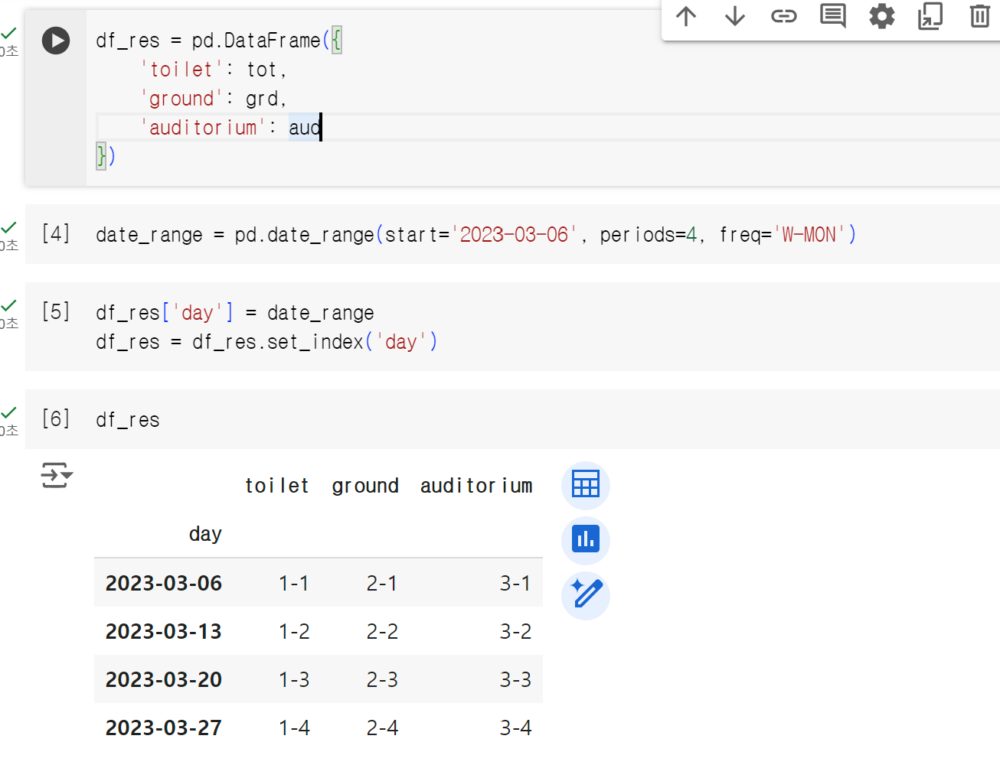 df_res = pd.DataFrame({
'toilet': tot,
'ground': grd,
'auditorium': aud
})
0초
[4] date_range = pd.date_range(start='2023-03-06', periods=4, freq='W-MON')
0초
[5] df_res['day'] = date_range
df_res = df_res.set_index('day')
0초
[6] df_res
0초
toilet ground auditorium
day
2023-03-06 1-1 2-1 3-1
2023-03-13 1-2 2-2 3-2
2023-03-20 1-3 2-3 3-3
2023-03-27 1-4 2-4 3-4